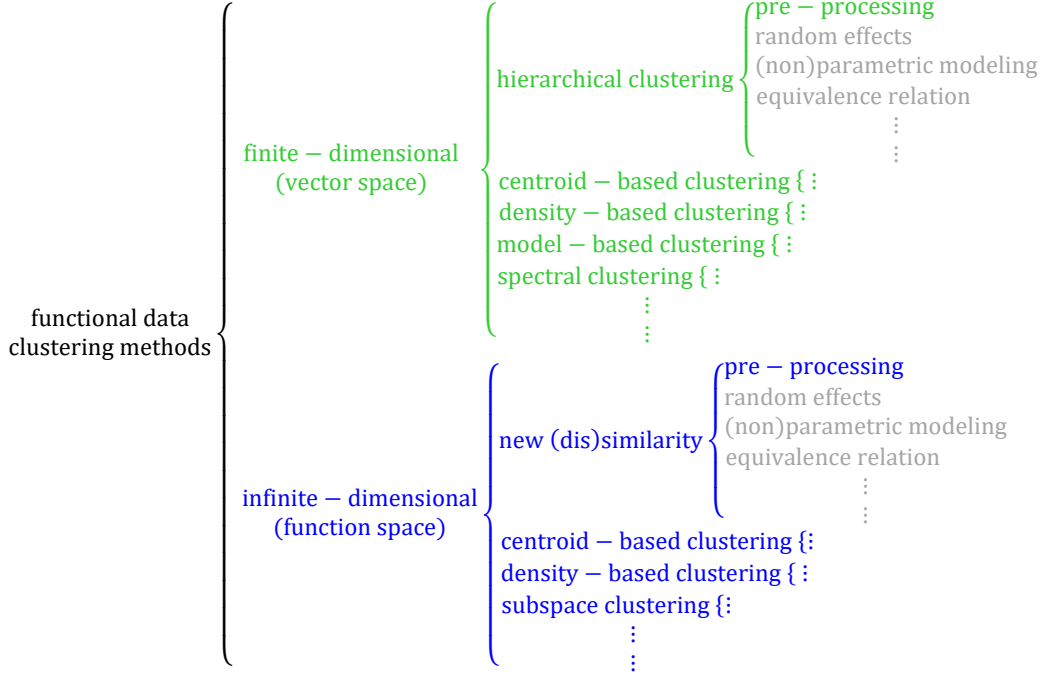 functional data
clustering methods
finite − dimensional
(vector space)
hierarchical clustering
pre − processing
random effects
(non)parametric modeling
equivalence relation
⋮
⋮
centroid − based clustering { ⋮
density − based clustering { ⋮
model − based clustering { ⋮
spectral clustering { ⋮
⋮
⋮
infinite − dimensional
(function space)
new (dis)similarity
pre − processing
random effects
(non)parametric modeling
equivalence relation
⋮
⋮
centroid − based clustering {⋮
density − based clustering { ⋮
subspace clustering {⋮
⋮
⋮